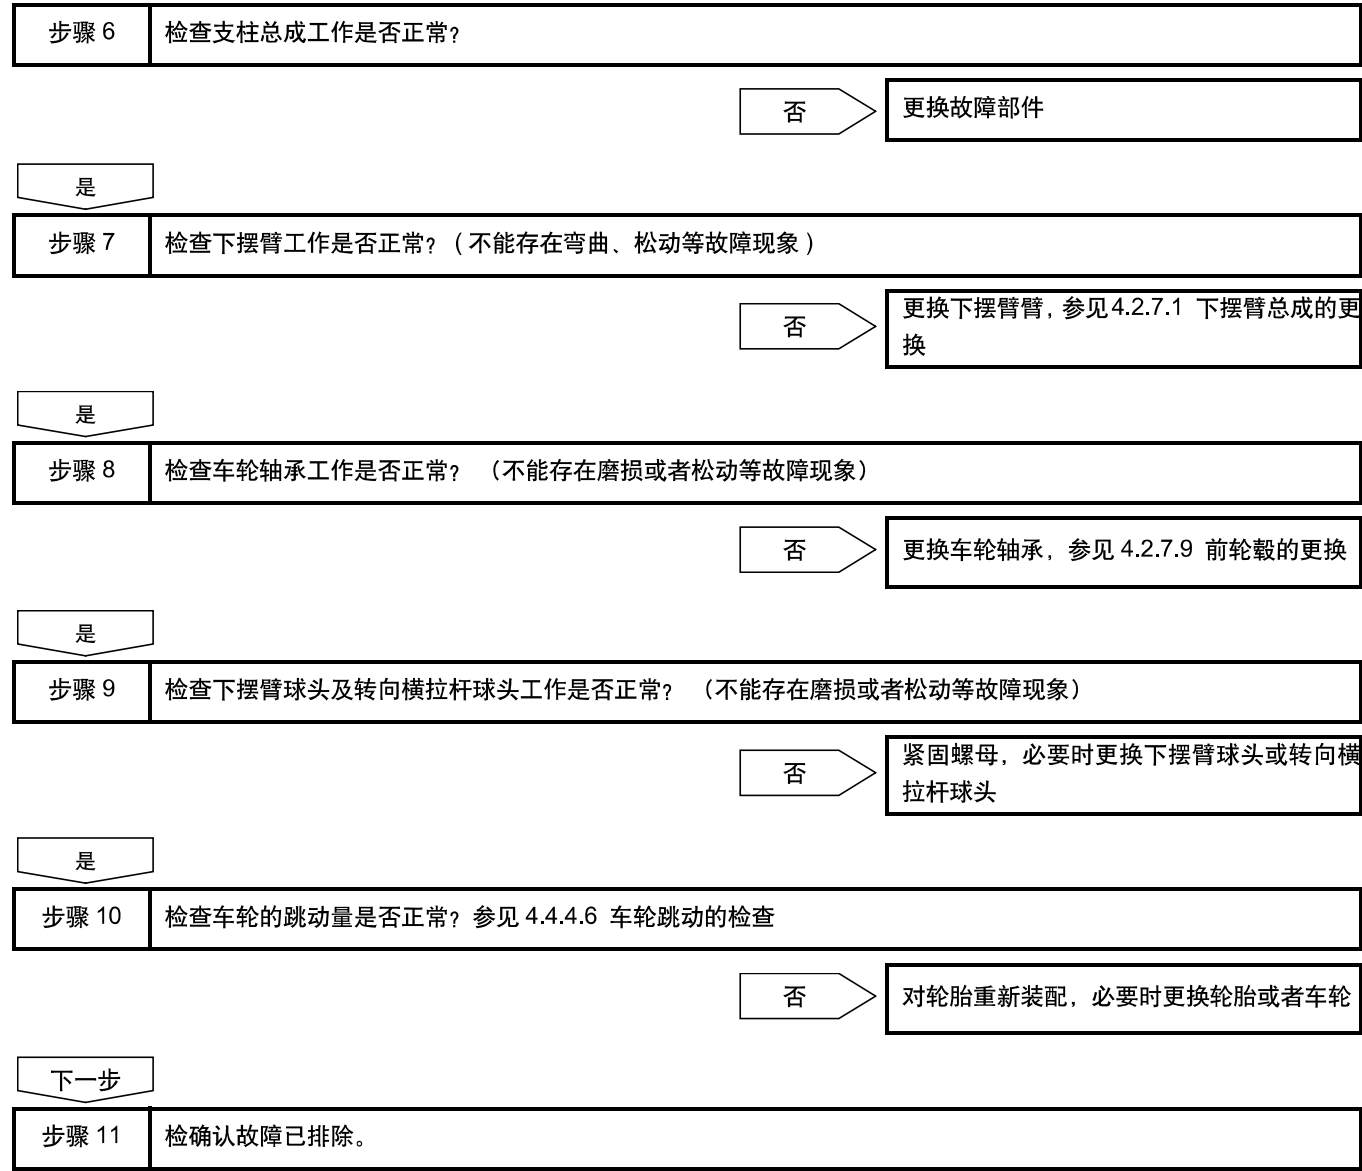 步骤 6 检查支柱总成工作是否正常？
否 更换故障部件
是
步骤 7 检查下摆臂工作是否正常？（不能存在弯曲、松动等故障现象）
否 更换下摆臂臂，参见4.2.7.1 下摆臂总成的更
换
是
步骤 8 检查车轮轴承工作是否正常？ （不能存在磨损或者松动等故障现象）
否 更换车轮轴承，参见 4.2.7.9 前轮毂的更换
是
步骤 9 检查下摆臂球头及转向横拉杆球头工作是否正常？ （不能存在磨损或者松动等故障现象）
否 紧固螺母，必要时更换下摆臂球头或转向横
拉杆球头
是
步骤 10 检查车轮的跳动量是否正常？参见 4.4.4.6 车轮跳动的检查
否 对轮胎重新装配，必要时更换轮胎或者车轮
下一步
步骤 11 检确认故障已排除。